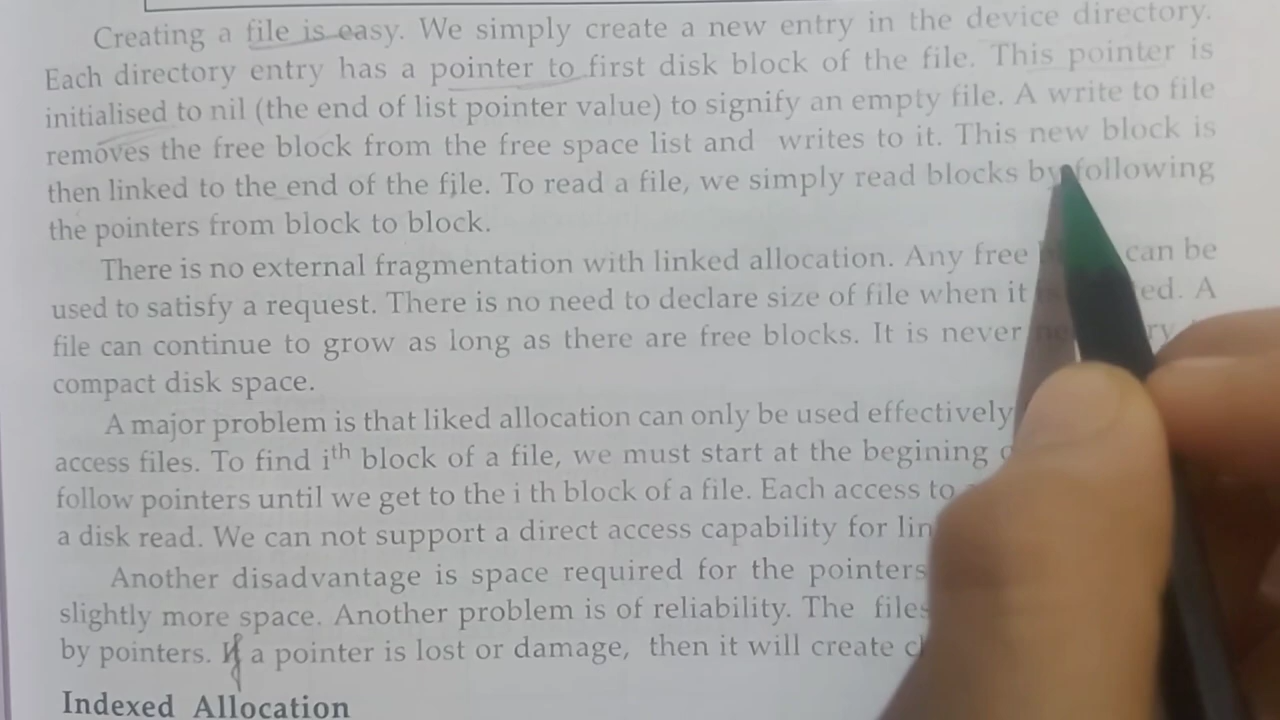 Creating a file is easy. We simply create a new entry in the device directory.
Each directory entry has a pointer to first disk block of the file. This pointer is
initialised to nil (the end of list pointer value) to signify an empty file. A write to file
removes the free block from the free space list and writes to it. This new block is
then linked to the end of the file. To read a file, we simply read blocks by following
the pointers from block to block.
There is no external fragmentation with linked allocation. Any free can be
used to satisfy a request. There is no need to declare size of file when it
file can continue to grow as long as there are free blocks. It is never
compact disk space.
A major problem is that liked allocation can only be used effectively
access files. To find ith block of a file, we must start at the begining
follow pointers until we get to the i th block of a file. Each access to
a disk read. We can not support a direct access capability for
Another disadvantage is space required for the pointers
slightly more space. Another problem is of reliability. The
by pointers. If a pointer is lost or damage, then it will create
Indexed Allocation